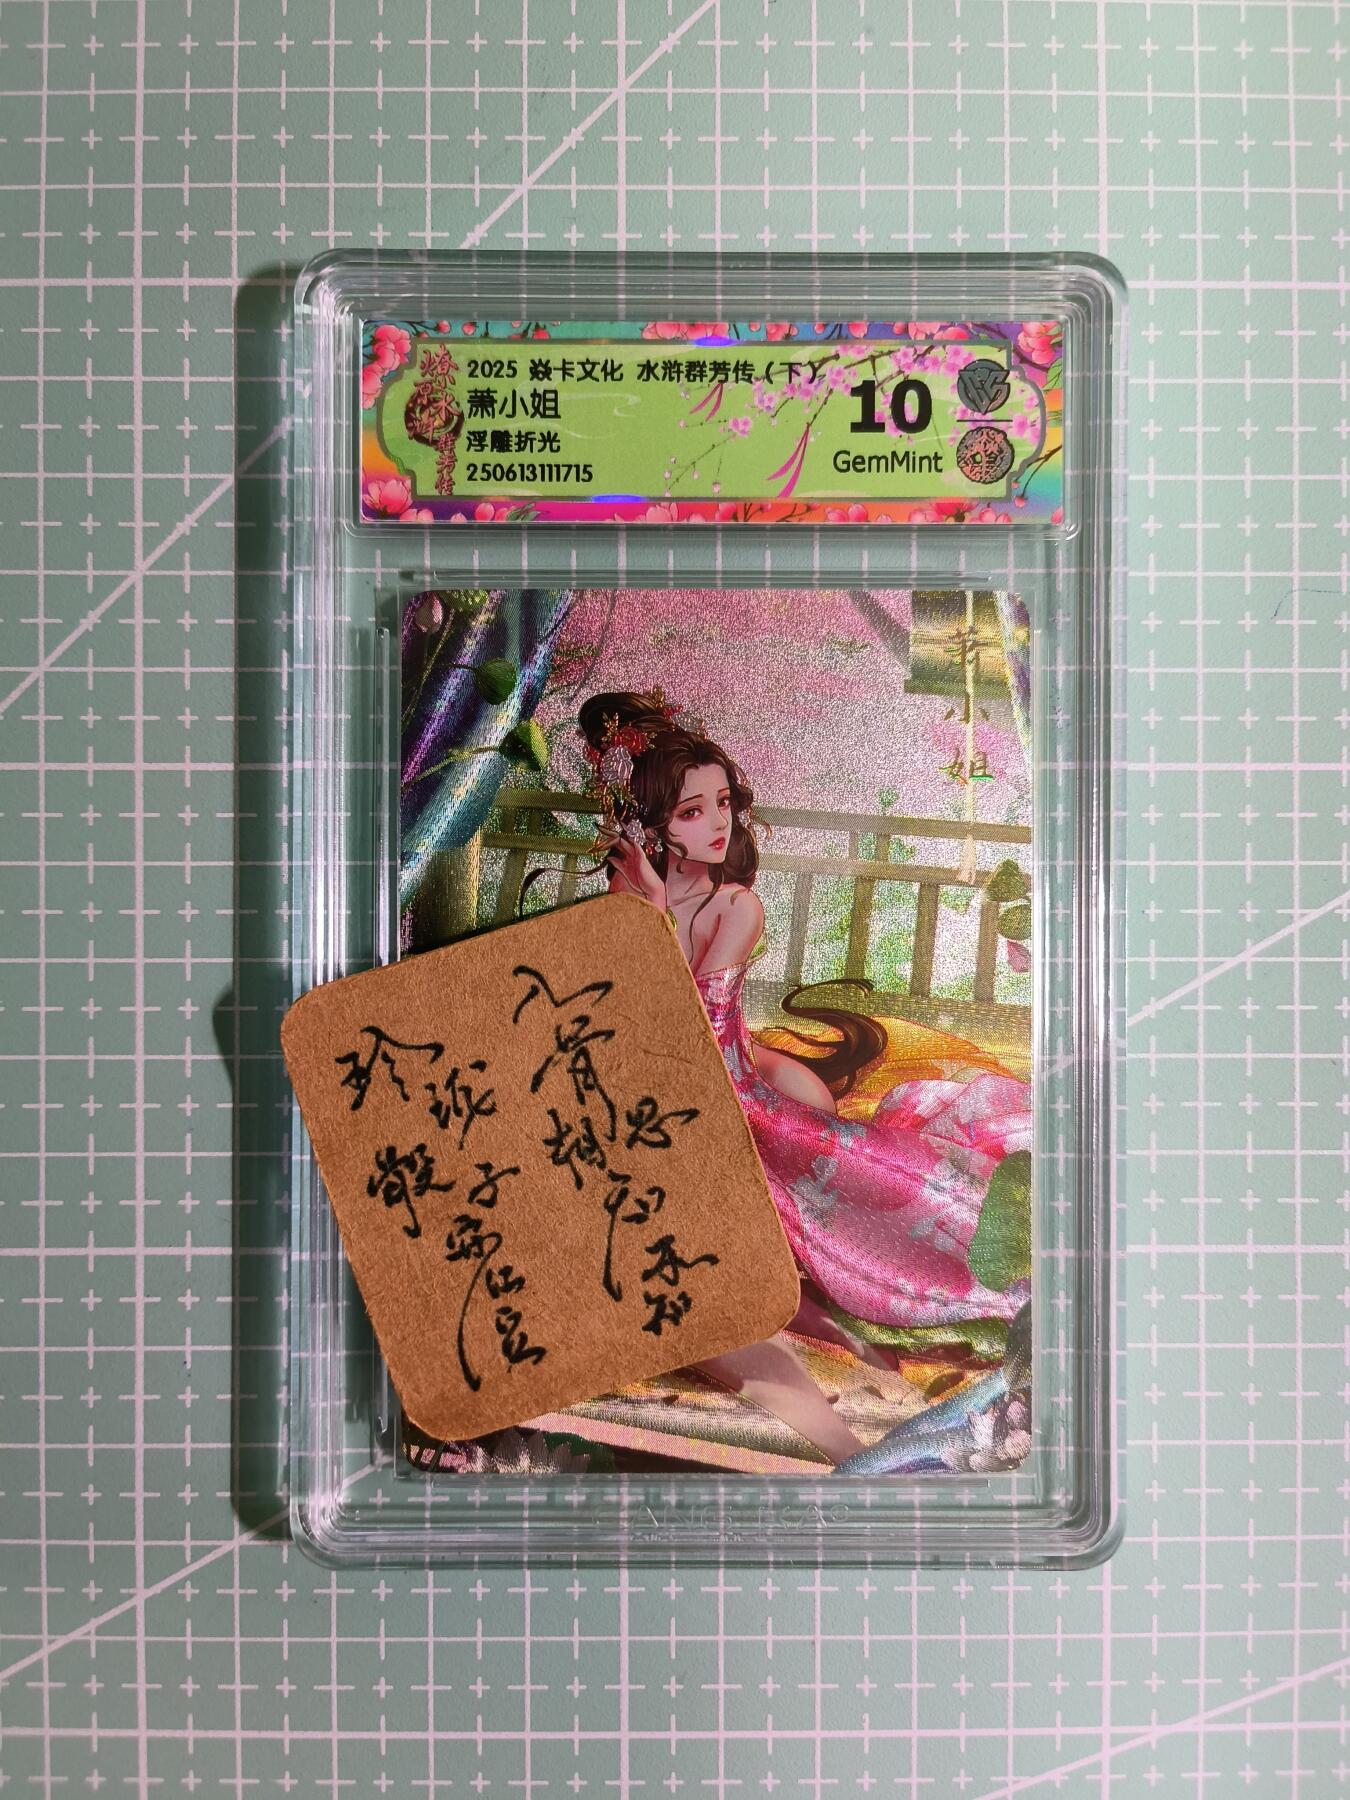 2025 焱卡文化 水浒群芳传（下）
萧小姐
浮雕折光
250613111715
10
GemMint
萧小姐
玲珑
骰子安红豆
入骨相思知不知